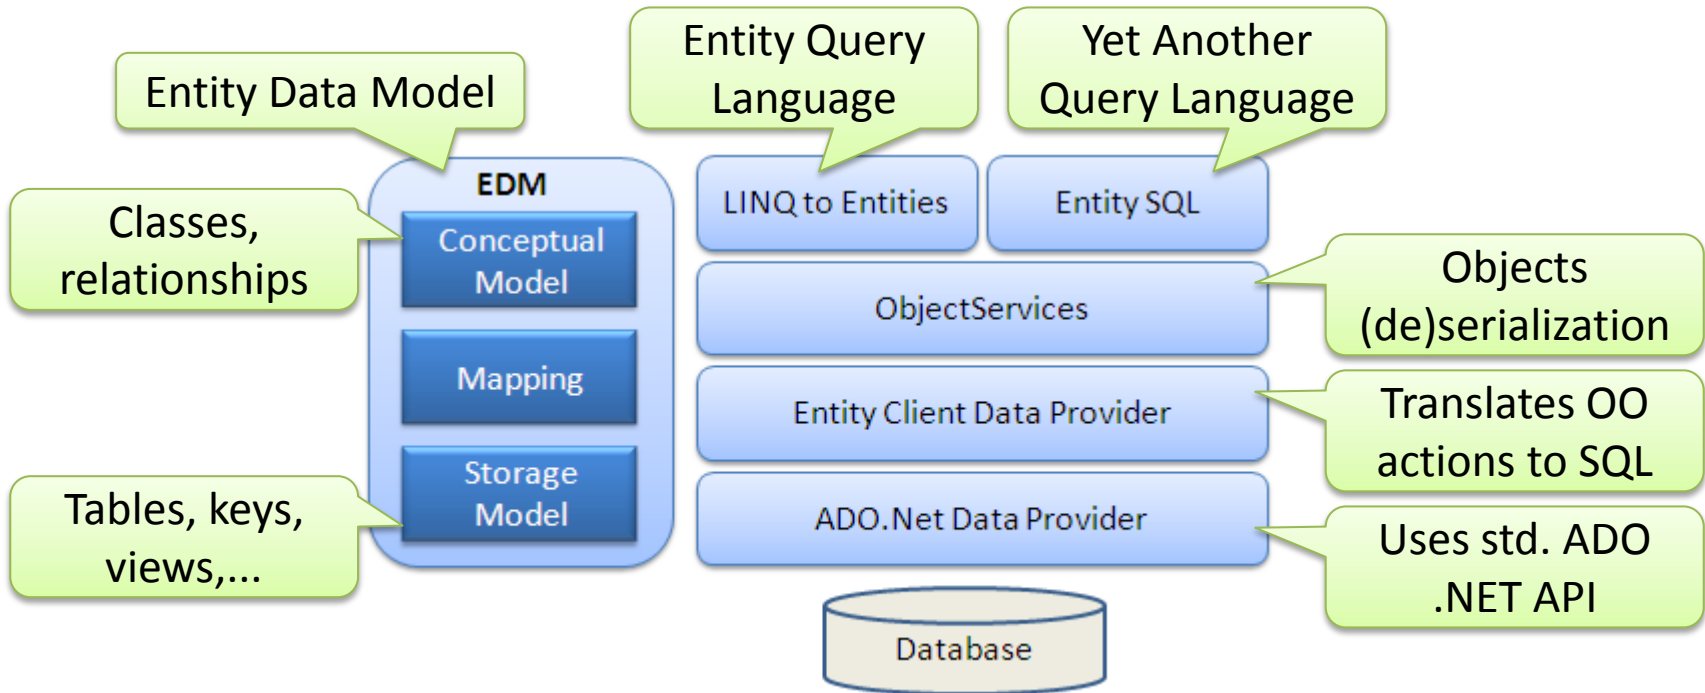 Entity Data Model
Entity Query
Language
Yet Another
Query Language
EDM
Classes,
relationships
Conceptual
Model
Mapping
Storage
Model
Tables, keys,
views,...
LINQ to Entities
Entity SQL
ObjectServices
Objects
(de)serialization
Entity Client Data Provider
Translates OO
actions to SQL
ADO.Net Data Provider
Uses std. ADO
.NET API
Database